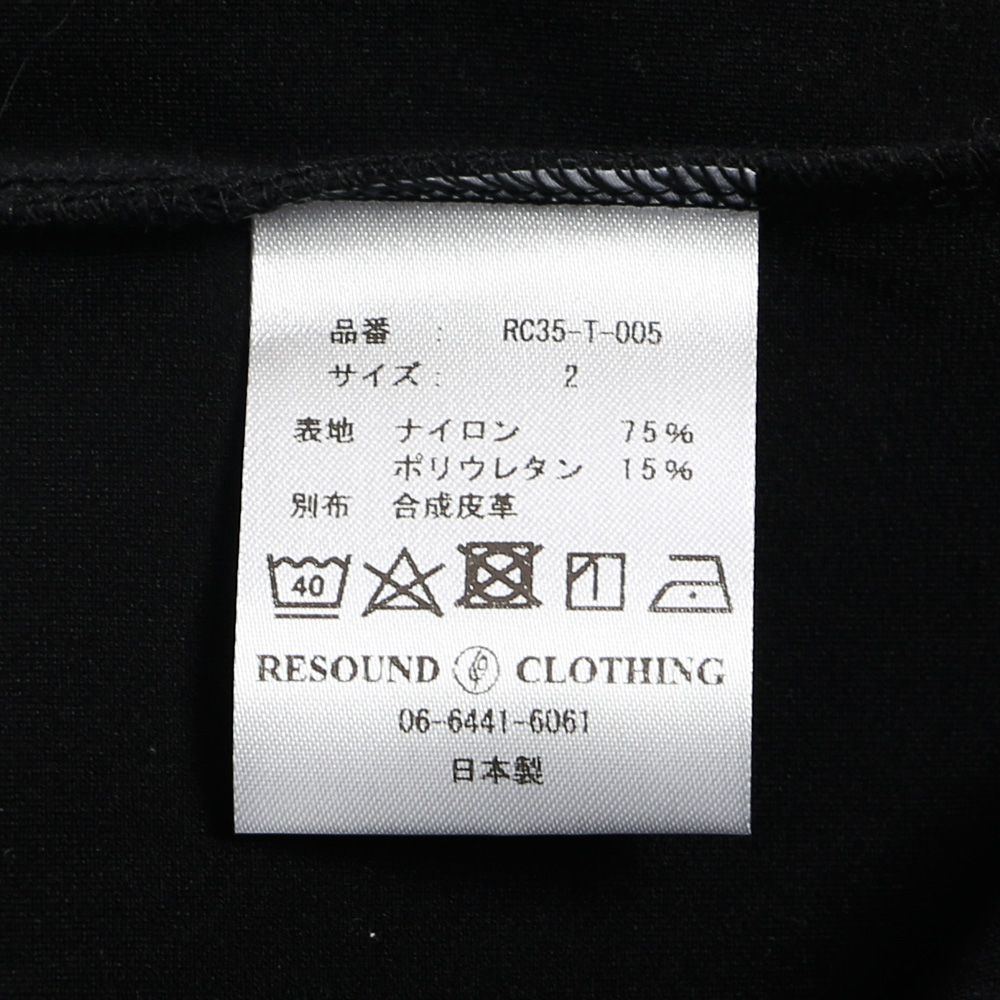 品番 : RC35-T-005
サイズ: 2
表地 ナイロン 75%
ポリウレタン 15%
別布 合成皮革
40
RESOUND CLOTHING
06-6441-6061
日本製